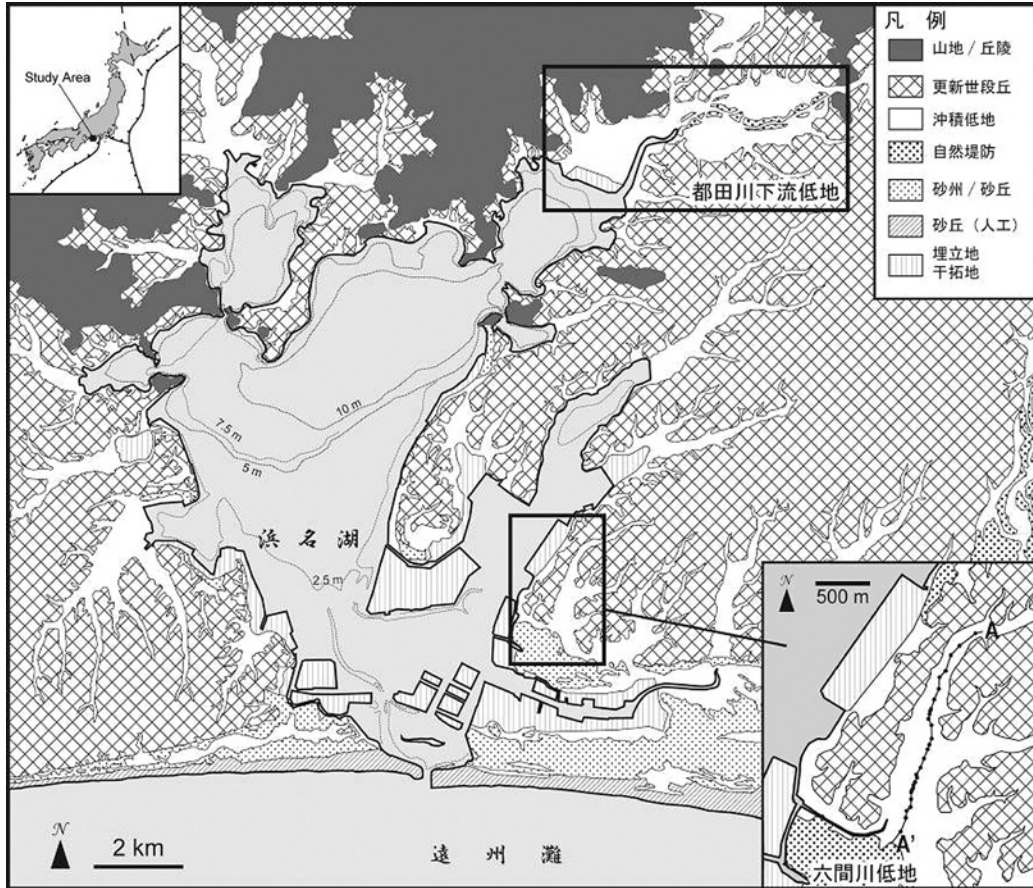 Study Area
凡 例
山地 / 丘陵
更新世段丘
沖積低地
自然堤防
砂州 / 砂丘
砂丘（人工）
埋立地
干拓地
都田川下流低地
10 m
7.5 m
5 m
浜 名 湖
2.5 m
N
500 m
A
A'
六間川低地
N
2 km
遠 州 灘